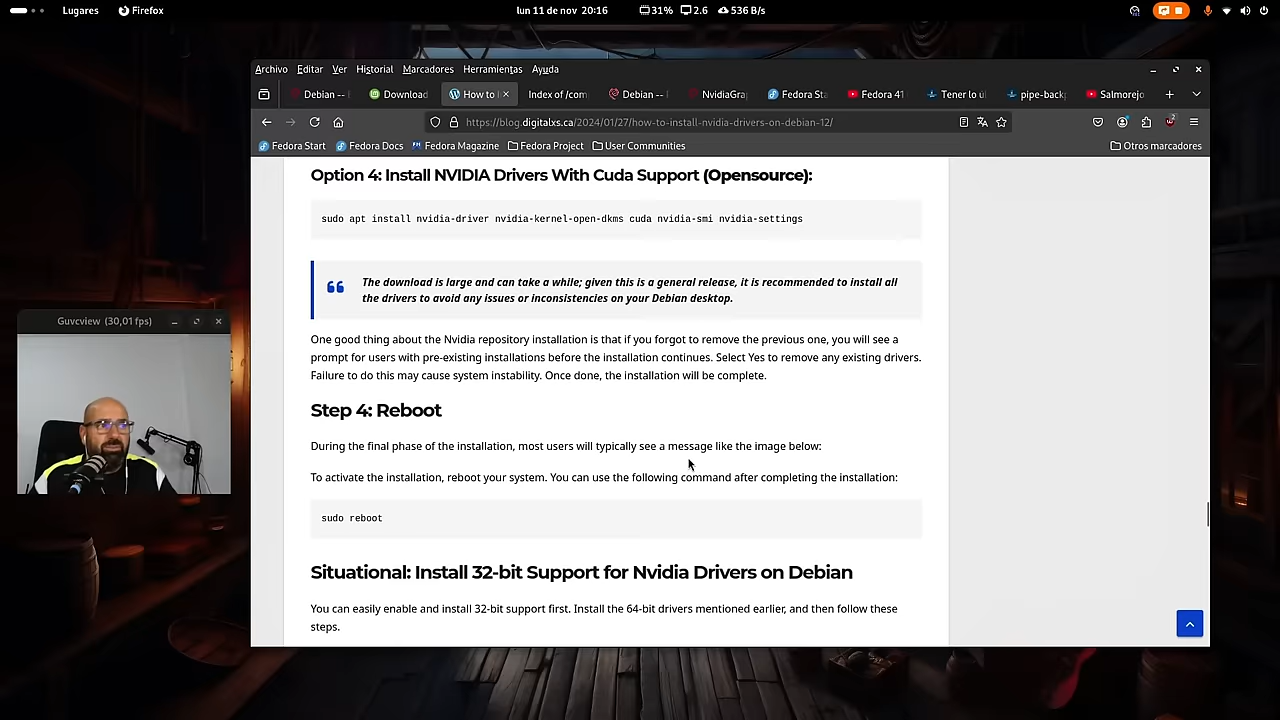 Lugares
Firefox
lun 11 de nov 20:16
31%
2.6
536 B/s
Archivo Editar Ver Historial Marcadores Herramientas Ayuda
Debian --
Download
How to
Index of /com
Debian --
NvidiaGra
Fedora Sta
Fedora 41
Tener lo úl
pipe-back
Salmorejo
https://blog.digitalxs.ca/2024/01/27/how-to-install-nvidia-drivers-on-debian-12/
2
Fedora Start
Fedora Docs
Fedora Magazine
Fedora Project
User Communities
Otros marcadores
Option 4: Install NVIDIA Drivers With Cuda Support (Opensource):
sudo apt install nvidia-driver nvidia-kernel-open-dkms cuda nvidia-smi nvidia-settings
The download is large and can take a while; given this is a general release, it is recommended to install all
the drivers to avoid any issues or inconsistencies on your Debian desktop.
One good thing about the Nvidia repository installation is that if you forgot to remove the previous one, you will see a
prompt for users with pre-existing installations before the installation continues. Select Yes to remove any existing drivers.
Failure to do this may cause system instability. Once done, the installation will be complete.
Guvcview (30,01 fps)
Step 4: Reboot
During the final phase of the installation, most users will typically see a message like the image below:
To activate the installation, reboot your system. You can use the following command after completing the installation:
sudo reboot
Situational: Install 32-bit Support for Nvidia Drivers on Debian
You can easily enable and install 32-bit support first. Install the 64-bit drivers mentioned earlier, and then follow these
steps.